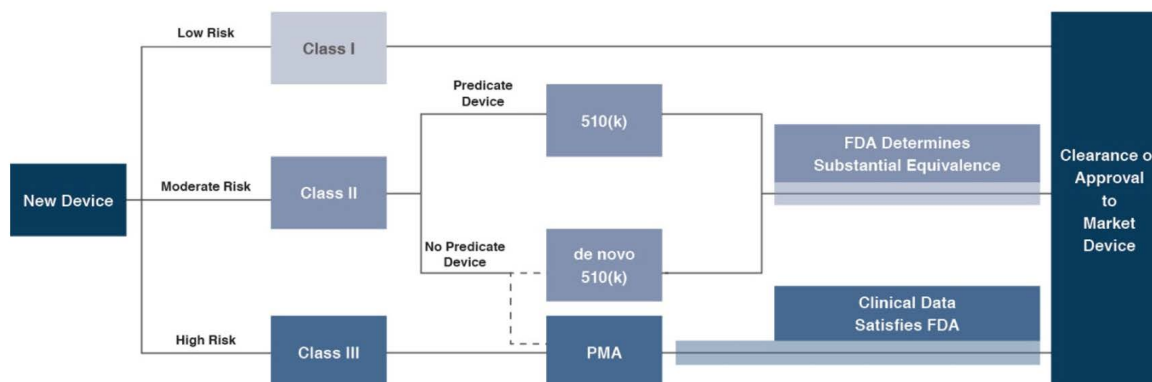 Low Risk
Class I
Predicate
Device
510(k)
FDA Determines
Substantial Equivalence
New Device
Moderate Risk
Class II
No Predicate
Device
de novo
510(k)
Clinical Data
Satisfies FDA
High Risk
Class III
PMA
Clearance o
Approval
to
Market
Device